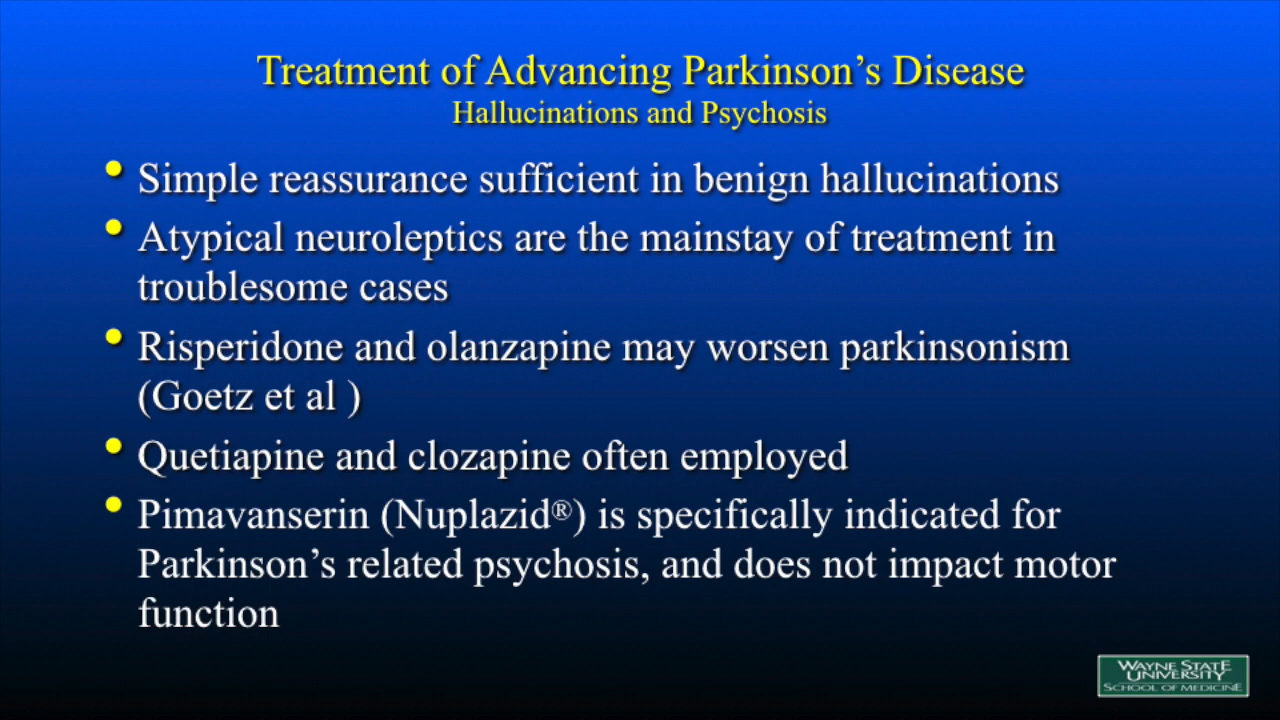 Treatment of Advancing Parkinson’s Disease
Hallucinations and Psychosis
• Simple reassurance sufficient in benign hallucinations
• Atypical neuroleptics are the mainstay of treatment in
troublesome cases
• Risperidone and olanzapine may worsen parkinsonism
(Goetz et al )
• Quetiapine and clozapine often employed
• Pimavanserin (Nuplazid®) is specifically indicated for
Parkinson’s related psychosis, and does not impact motor
function
WAYNE STATE
UNIVERSITY
SCHOOL OF MEDICINE